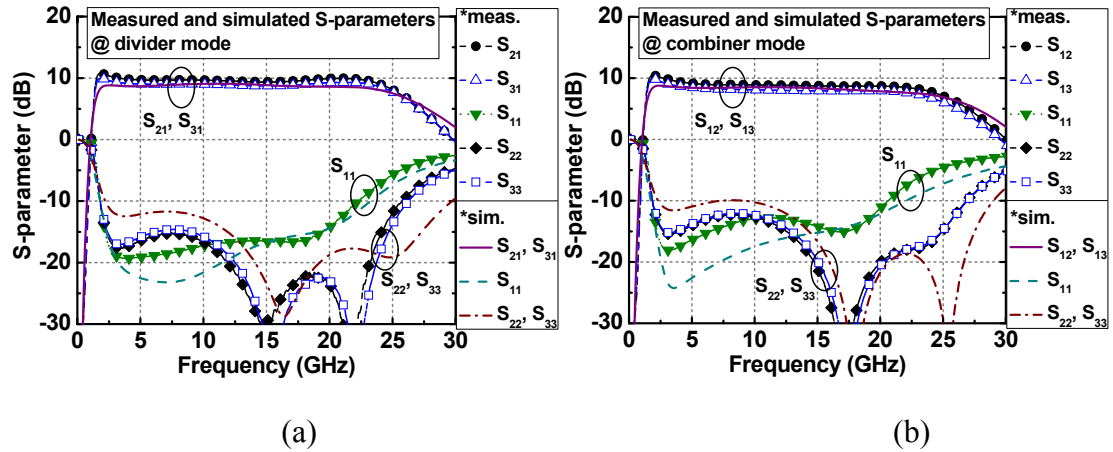 Measured and simulated S-parameters
@ divider mode
S-parameter (dB)
30
20
10
0
-10
-20
-30
0
5
10
15
20
25
30
Frequency (GHz)
S21, S31
S11
S22, S33
*meas.
S21
S31
S11
S22
S33
*sim.
S21, S31
S11
S22, S33
(a)
Measured and simulated S-parameters
@ combiner mode
S-parameter (dB)
20
10
0
-10
-20
-30
0
5
10
15
20
25
30
Frequency (GHz)
S12, S13
S11
S22, S33
*meas.
S12
S13
S11
S22
S33
*sim.
S12, S13
S11
S22, S33
(b)